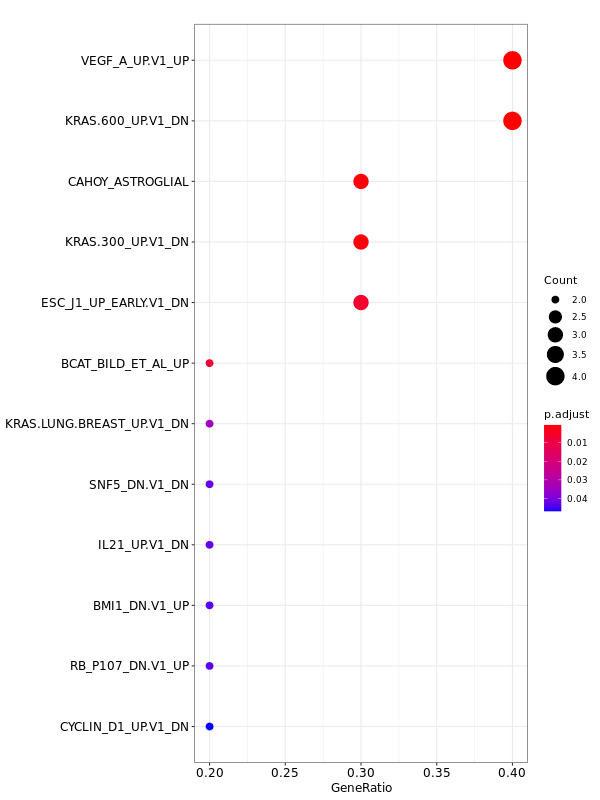 VEGF_A_UP.V1_UP
KRAS.600_UP.V1_DN
CAHOY_ASTROGLIAL
KRAS.300_UP.V1_DN
ESC_J1_UP_EARLY.V1_DN
BCAT_BILD_ET_AL_UP
KRAS.LUNG.BREAST_UP.V1_DN
SNF5_DN.V1_DN
IL21_UP.V1_DN
BMI1_DN.V1_UP
RB_P107_DN.V1_UP
CYCLIN_D1_UP.V1_DN
0.20 0.25 0.30 0.35 0.40
GeneRatio
Count
2.0
2.5
3.0
3.5
4.0
p.adjust
0.01
0.02
0.03
0.04